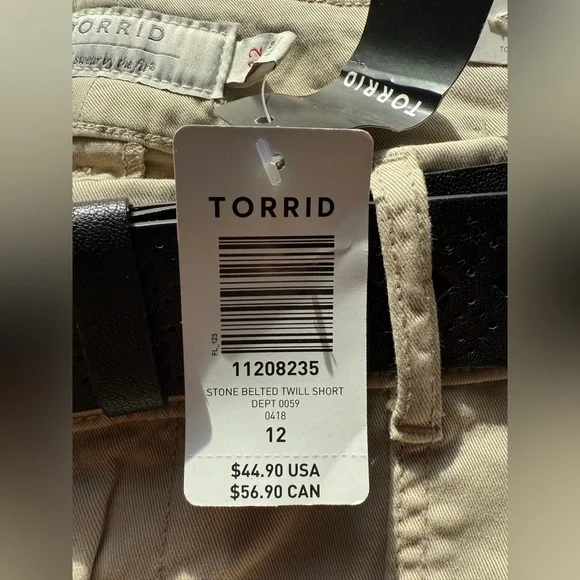 TORRID
12
TORRID
TORRID
FL_123
11208235
STONE BELTED TWILL SHORT
DEPT 0059
0418
12
$44.90 USA
$56.90 CAN